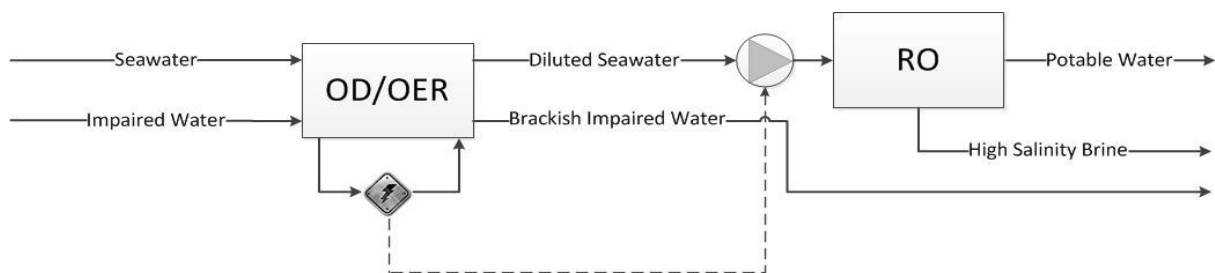 Seawater
Impaired Water
OD/OER
Diluted Seawater
Brackish Impaired Water
RO
Potable Water
High Salinity Brine